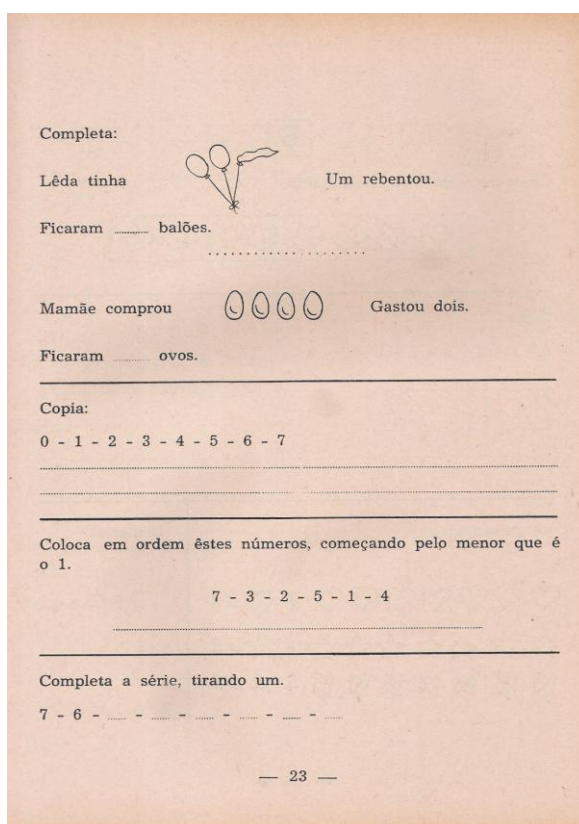 Completa:
Lêda tinha Um rebentou.
Ficaram ........ balões.
Mamãe comprou Gastou dois.
Ficaram ........ ovos.
Copia:
0 - 1 - 2 - 3 - 4 - 5 - 6 - 7
Coloca em ordem êstes números, começando pelo menor que é
o 1.
7 - 3 - 2 - 5 - 1 - 4
Completa a série, tirando um.
7 - 6 - ..... - ..... - ..... - ..... - ..... - .....
— 23 —